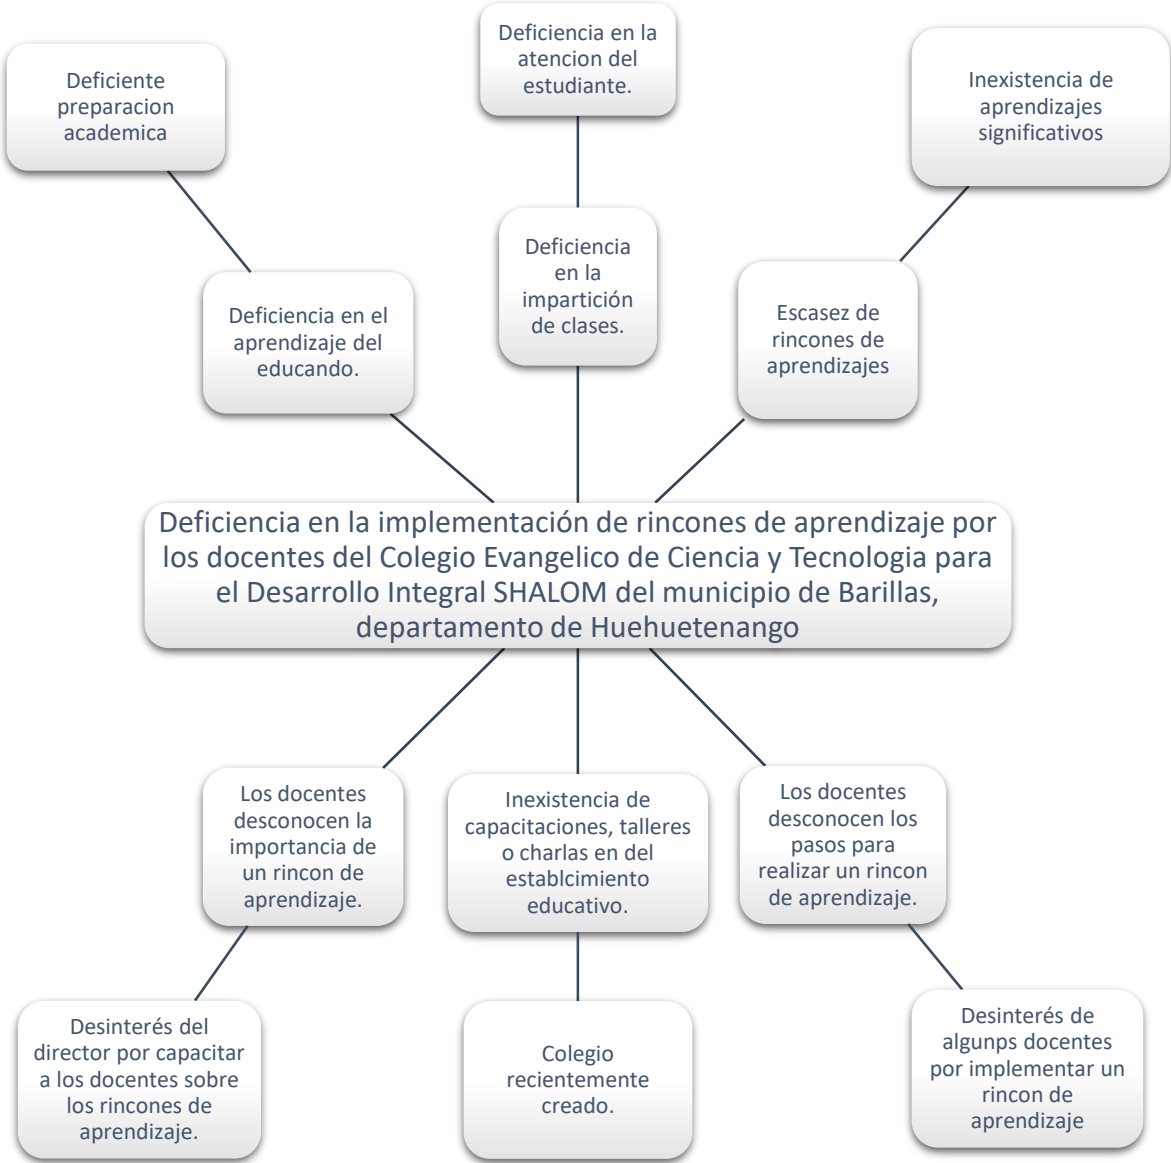 Deficiencia en la
atencion del
estudiante.
Deficiente
preparacion
academica
Inexistencia de
aprendizajes
significativos
Deficiencia
en la
impartición
de clases.
Deficiencia en el
aprendizaje del
educando.
Escasez de
rincones de
aprendizajes
Deficiencia en la implementación de rincones de aprendizaje por
los docentes del Colegio Evangelico de Ciencia y Tecnologia para
el Desarrollo Integral SHALOM del municipio de Barillas,
departamento de Huehuetenango
Los docentes
desconocen la
importancia de
un rincon de
aprendizaje.
Inexistencia de
capacitaciones, talleres
o charlas en del
establcimiento
educativo.
Los docentes
desconocen los
pasos para
realizar un rincon
de aprendizaje.
Desinterés del
director por capacitar
a los docentes sobre
los rincones de
aprendizaje.
Colegio
recientemente
creado.
Desinterés de
algunps docentes
por implementar un
rincon de
aprendizaje